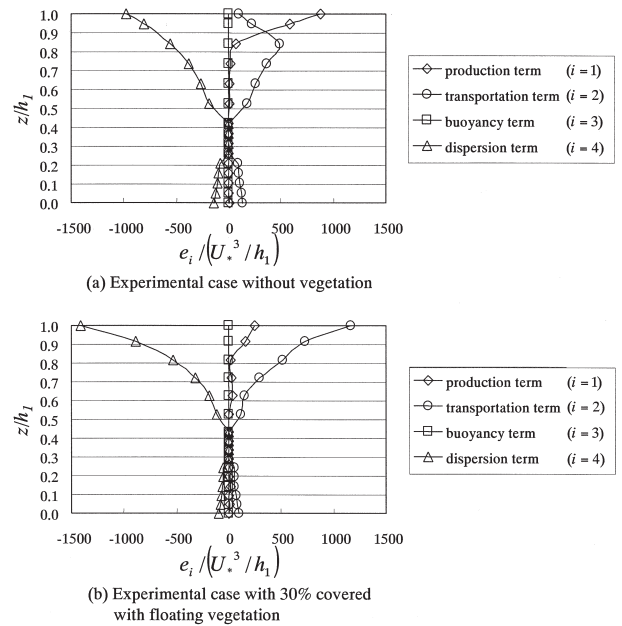 1.0
0.9
0.8
0.7
0.6
0.5
0.4
0.3
0.2
0.1
0.0
z/h₁
-1500 -1000 -500 0 500 1000 1500
eᵢ /(U*³ / h₁)
production term (i = 1)
transportation term (i = 2)
buoyancy term (i = 3)
dispersion term (i = 4)
(a) Experimental case without vegetation
1.0
0.9
0.8
0.7
0.6
0.5
0.4
0.3
0.2
0.1
0.0
z/h₁
-1500 -1000 -500 0 500 1000 1500
eᵢ /(U*³ / h₁)
production term (i = 1)
transportation term (i = 2)
buoyancy term (i = 3)
dispersion term (i = 4)
(b) Experimental case with 30% covered
with floating vegetation